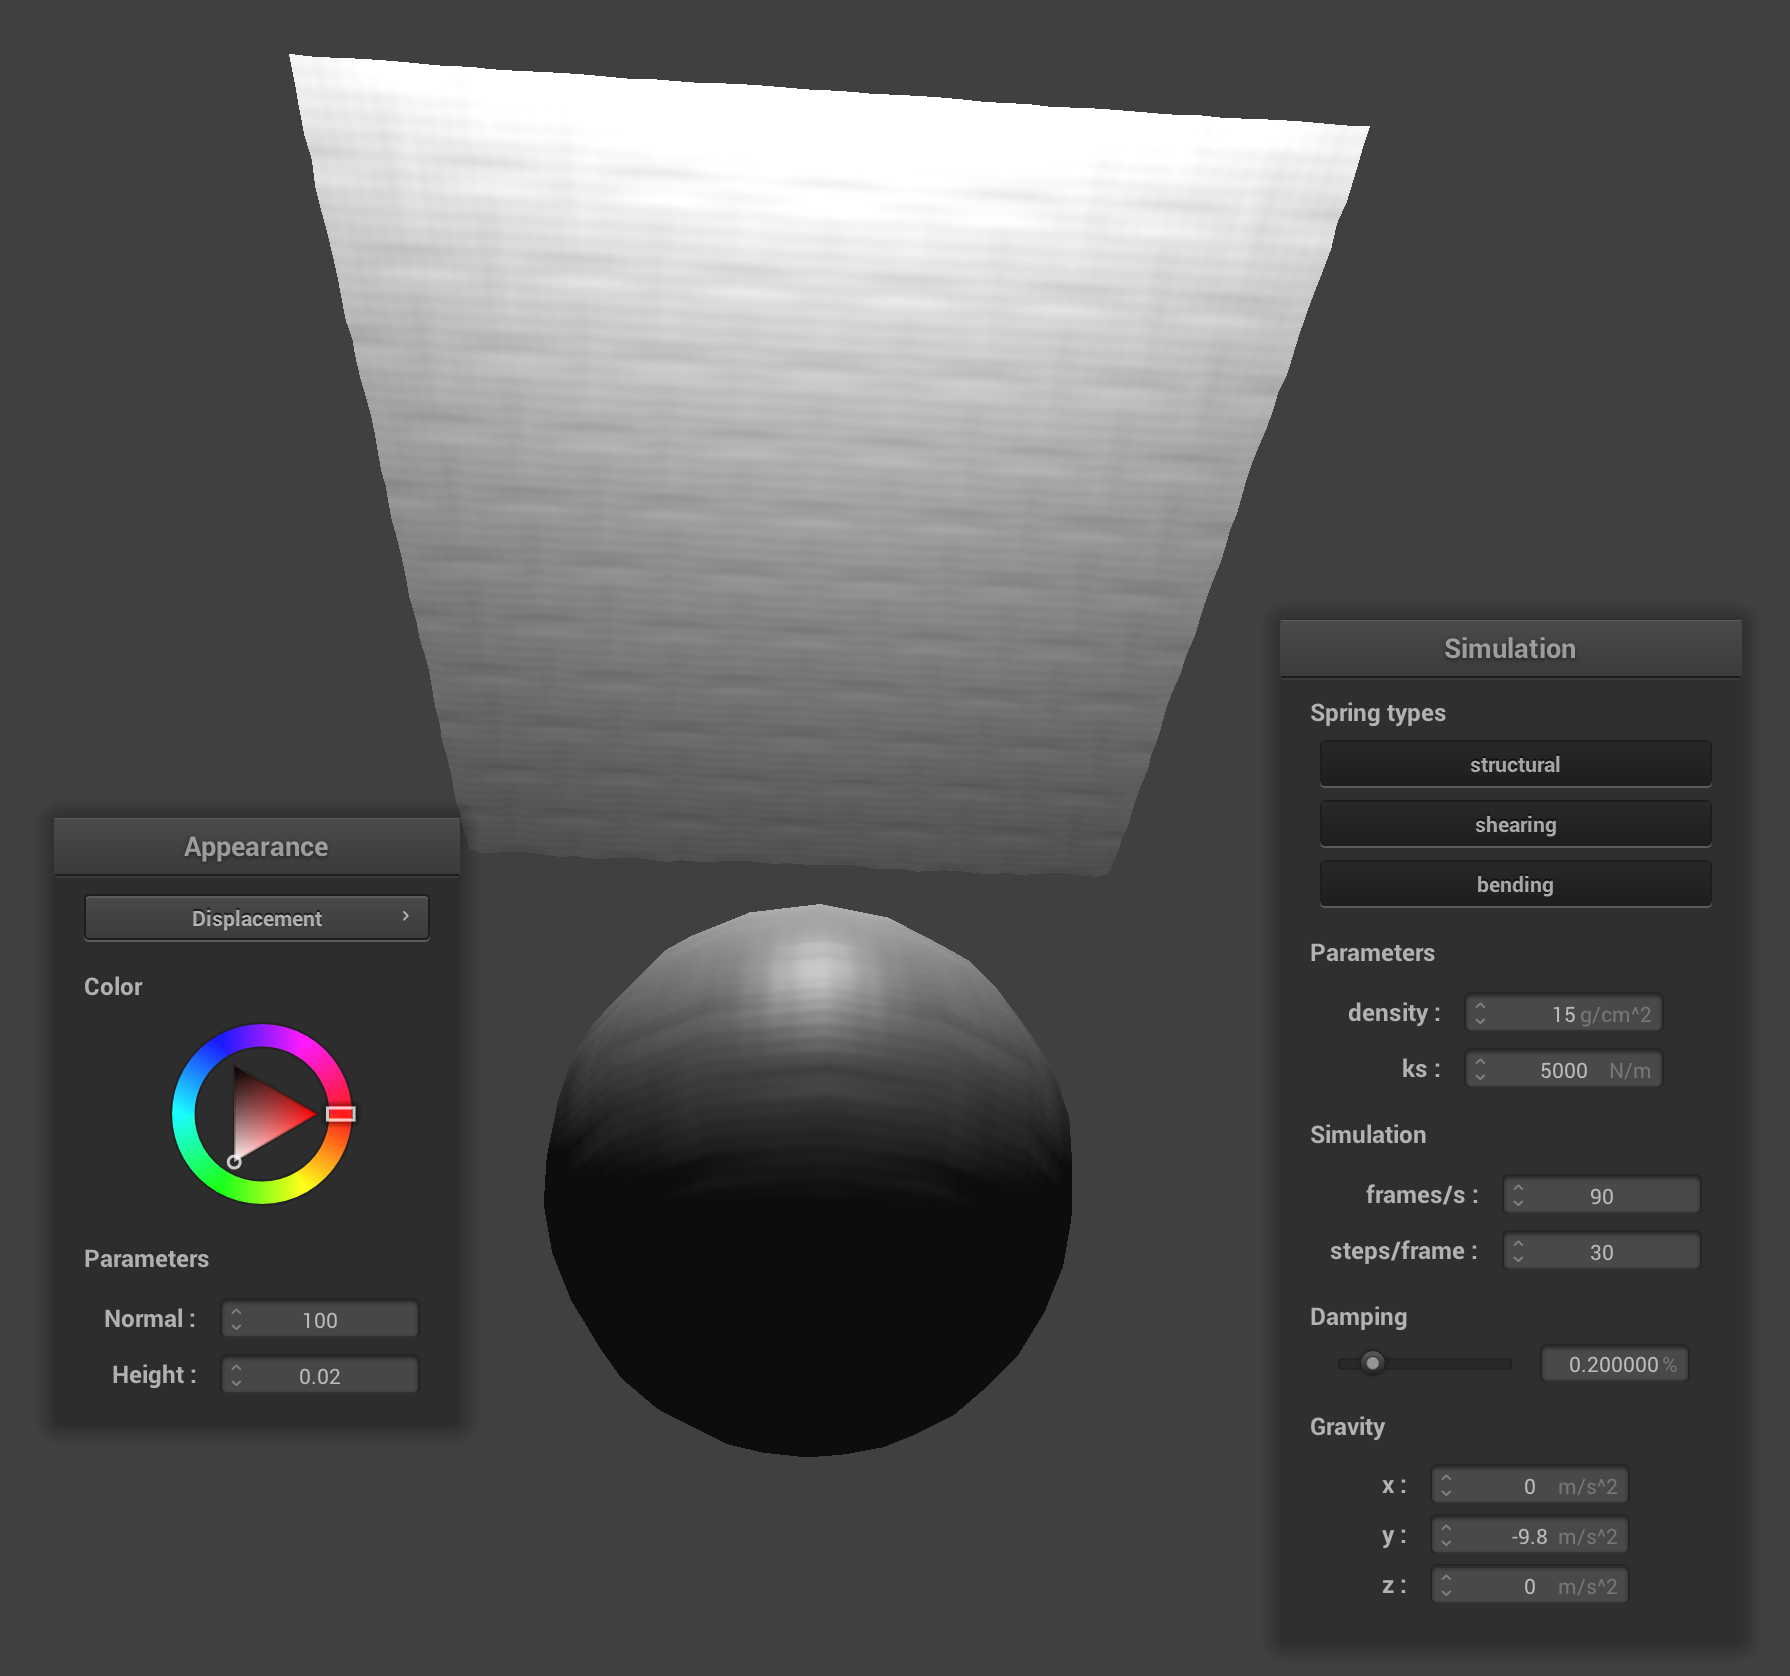 Appearance
Displacement
Color
Parameters
Normal : 100
Height : 0.02
Simulation
Spring types
structural
shearing
bending
Parameters
density : 15 g/cm^2
ks : 5000 N/m
Simulation
frames/s : 90
steps/frame : 30
Damping
0.200000 %
Gravity
x : 0 m/s^2
y : -9.8 m/s^2
z : 0 m/s^2